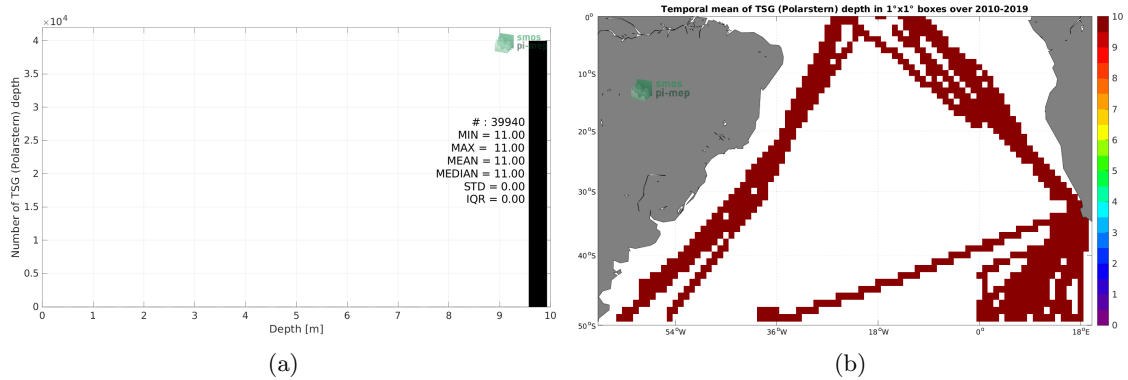 ×10⁴
smos
pi-mep
4
3.5
3
2.5
2
1.5
1
0.5
0
Number of TSG (Polarstern) depth
# : 39940
MIN = 11.00
MAX = 11.00
MEAN = 11.00
MEDIAN = 11.00
STD = 0.00
IQR = 0.00
0 1 2 3 4 5 6 7 8 9 10
Depth [m]
(a)
Temporal mean of TSG (Polarstern) depth in 1°x1° boxes over 2010-2019
smos
pi-mep
0°
10°S
20°S
30°S
40°S
50°S
54°W 36°W 18°W 0° 18°E
10
9
8
7
6
5
4
3
2
1
0
(b)